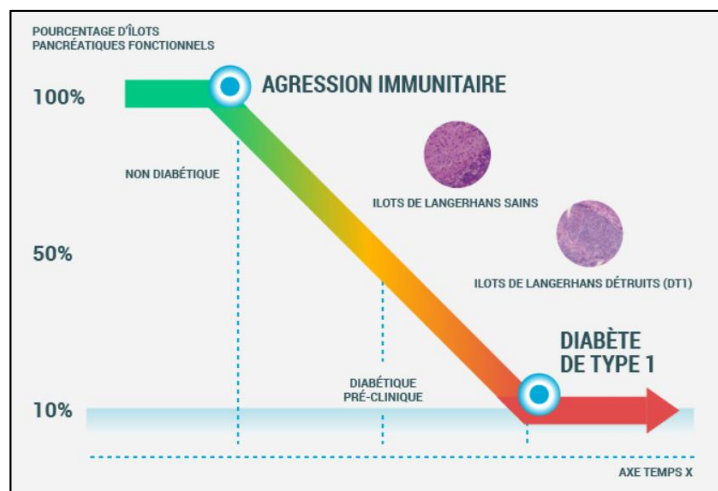 POURCENTAGE D'ÎLOTS
PANCRÉATIQUES FONCTIONNELS
100%
AGRESSION IMMUNITAIRE
NON DIABÉTIQUE
ILOTS DE LANGERHANS SAINS
50%
ILOTS DE LANGERHANS DÉTRUITS (DT1)
DIABÈTE
DE TYPE 1
DIABÉTIQUE
PRÉ-CLINIQUE
10%
AXE TEMPS X